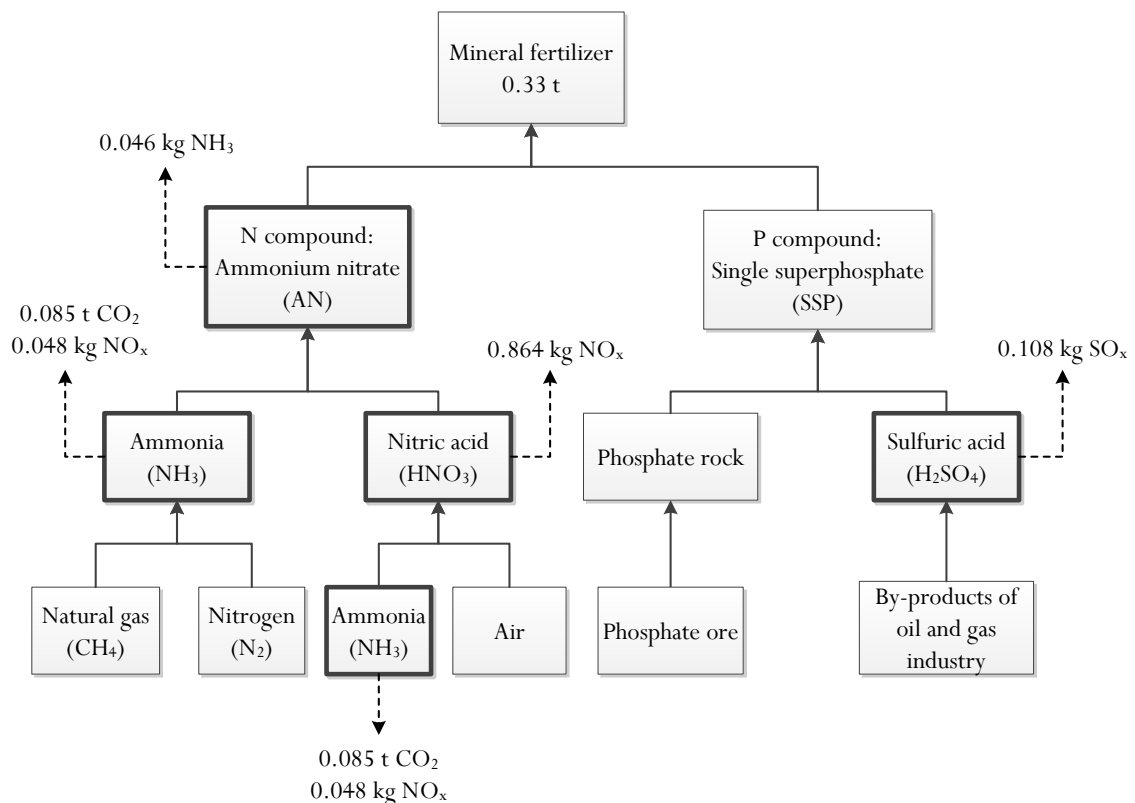 Mineral fertilizer
0.33 t
0.046 kg NH₃
N compound:
Ammonium nitrate
(AN)
P compound:
Single superphosphate
(SSP)
0.085 t CO₂
0.048 kg NOₓ
0.864 kg NOₓ
0.108 kg SOₓ
Ammonia
(NH₃)
Nitric acid
(HNO₃)
Phosphate rock
Sulfuric acid
(H₂SO₄)
Natural gas
(CH₄)
Nitrogen
(N₂)
Ammonia
(NH₃)
Air
Phosphate ore
By-products of
oil and gas
industry
0.085 t CO₂
0.048 kg NOₓ